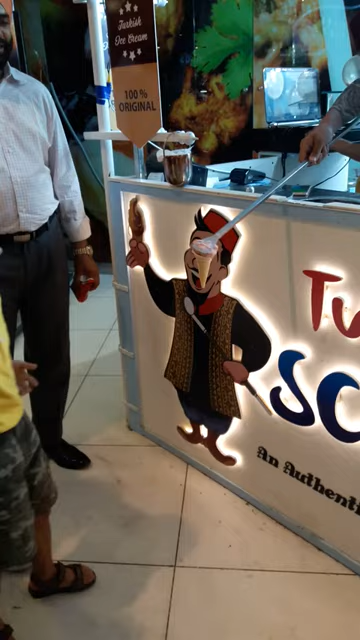 Turkish
Ice Cream
100 %
ORIGINAL
Tu
SC
An Authenti